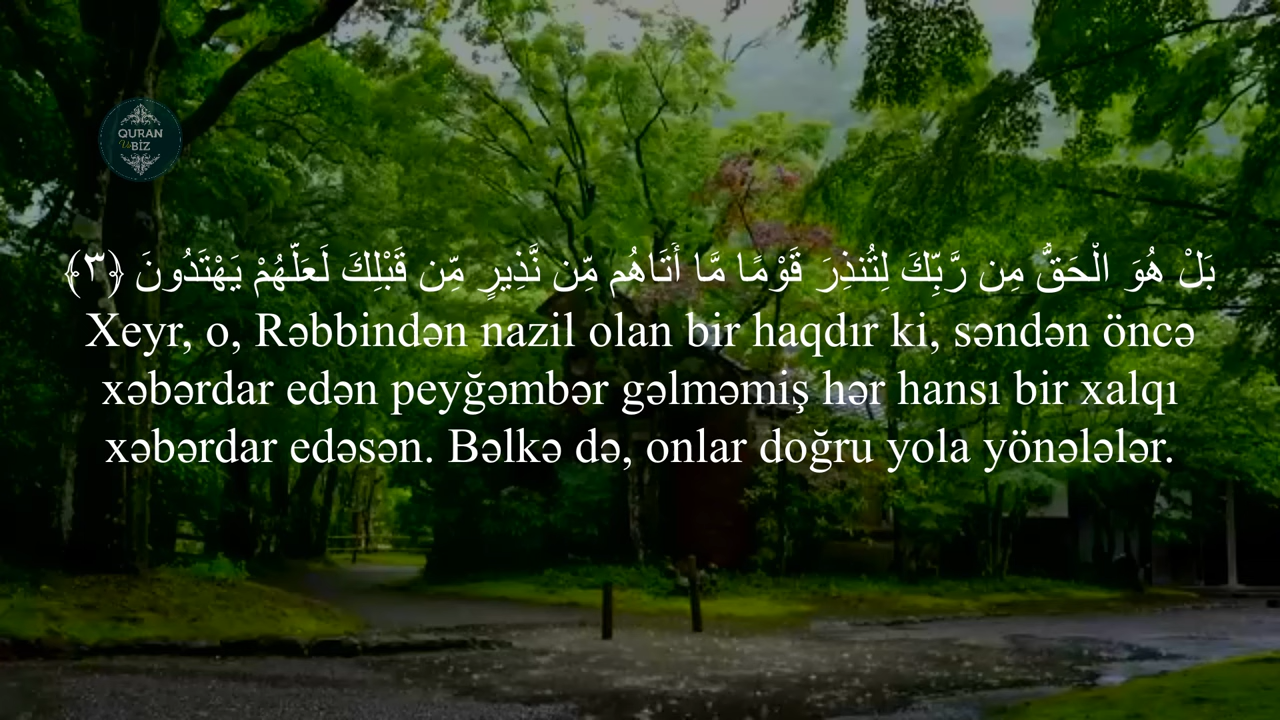 QURAN
Və
BİZ
بَلْ هُوَ الْحَقُّ مِن رَّبِّكَ لِتُنذِرَ قَوْمًا مَّا أَتَاهُم مِّن نَّذِيرٍ مِّن قَبْلِكَ لَعَلَّهُمْ يَهْتَدُونَ ﴿٣﴾
Xeyr, o, Rəbbindən nazil olan bir haqdır ki, səndən öncə
xəbərdar edən peyğəmbər gəlməmiş hər hansı bir xalqı
xəbərdar edəsən. Bəlkə də, onlar doğru yola yönələlər.